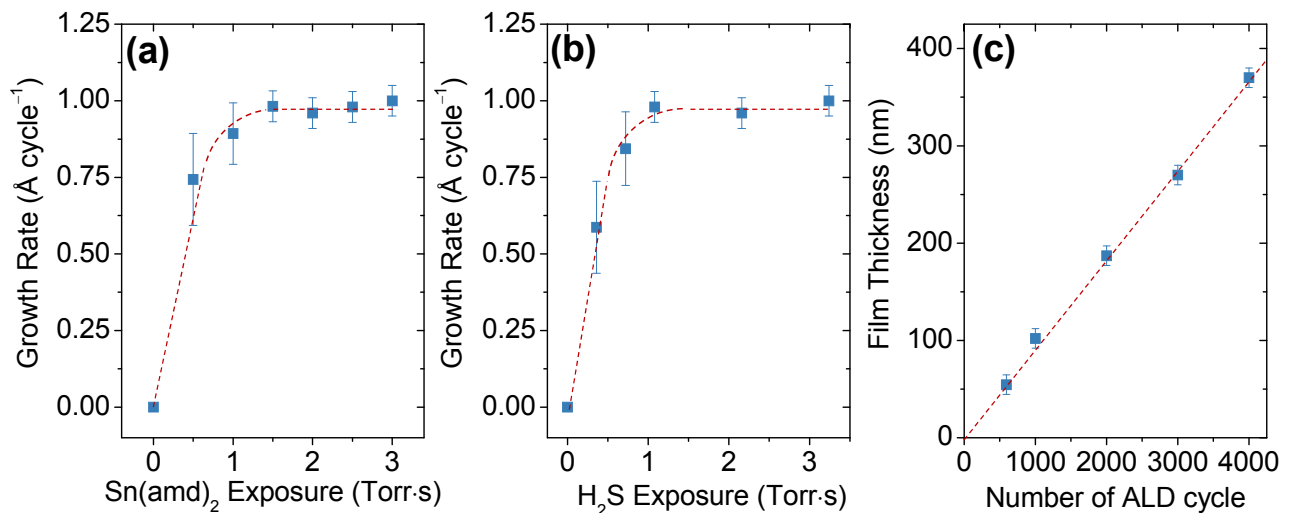 (a)
Growth Rate (Å cycle⁻¹)
1.25
1.00
0.75
0.50
0.25
0.00
0 1 2 3
Sn(amd)₂ Exposure (Torr·s)
(b)
Growth Rate (Å cycle⁻¹)
1.25
1.00
0.75
0.50
0.25
0.00
0 1 2 3
H₂S Exposure (Torr·s)
(c)
Film Thickness (nm)
400
300
200
100
0
0 1000 2000 3000 4000
Number of ALD cycle